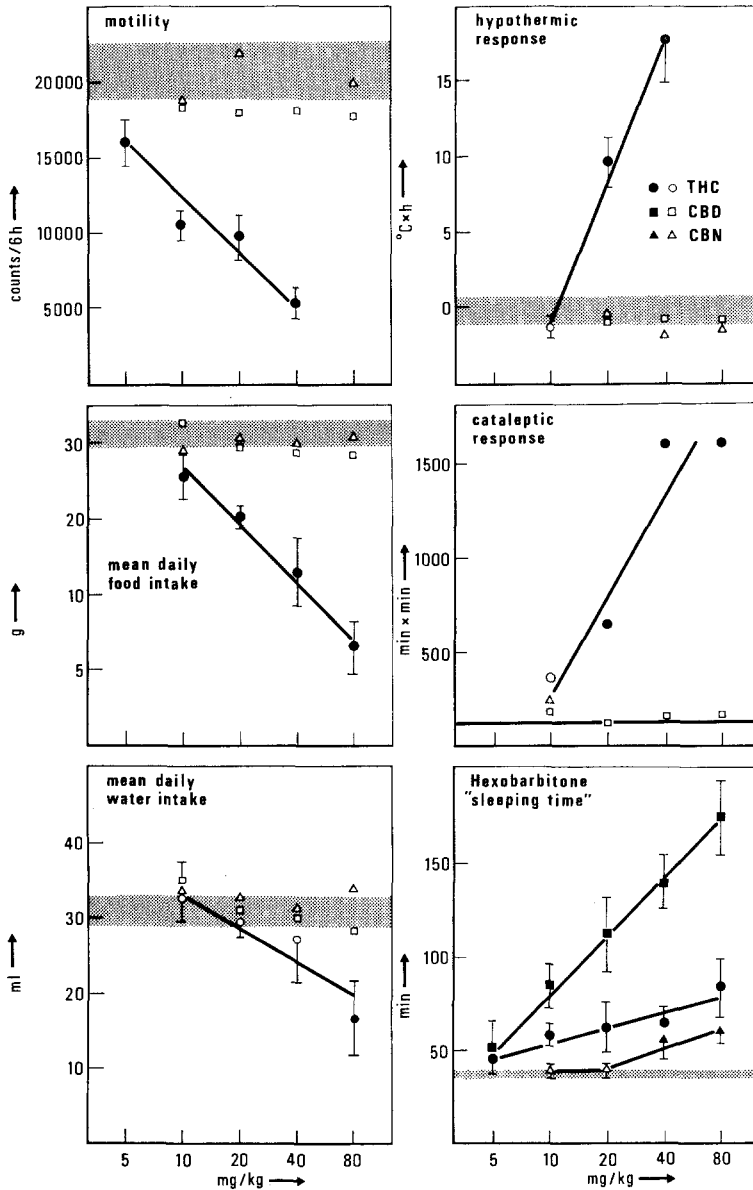 motility
20000
15000
10000
5000
counts/6h
hypothermic
response
15
10
5
0
°C×h
THC
CBD
CBN
30
20
10
5
g
mean daily
food intake
cataleptic
response
1500
1000
500
min × min
mean daily
water intake
40
30
20
10
ml
5 10 20 40 80
mg/kg
Hexobarbitone
"sleeping time"
150
100
50
min
5 10 20 40 80
mg/kg